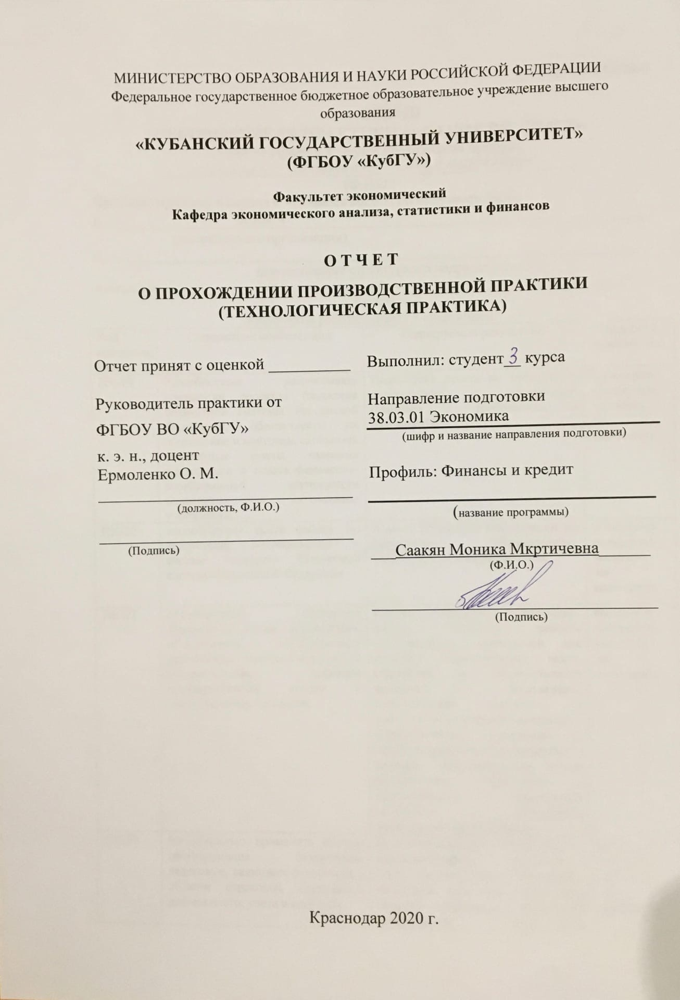 МИНИСТЕРСТВО ОБРАЗОВАНИЯ И НАУКИ РОССИЙСКОЙ ФЕДЕРАЦИИ
Федеральное государственное бюджетное образовательное учреждение высшего
образования
«КУБАНСКИЙ ГОСУДАРСТВЕННЫЙ УНИВЕРСИТЕТ»
(ФГБОУ «КубГУ»)
Факультет экономический
Кафедра экономического анализа, статистики и финансов
О Т Ч Е Т
О ПРОХОЖДЕНИИ ПРОИЗВОДСТВЕННОЙ ПРАКТИКИ
(ТЕХНОЛОГИЧЕСКАЯ ПРАКТИКА)
Отчет принят с оценкой __________
Руководитель практики от
ФГБОУ ВО «КубГУ»
к. э. н., доцент
Ермоленко О. М.
(должность, Ф.И.О.)
(Подпись)
Выполнил: студент 3 курса
Направление подготовки
38.03.01 Экономика
(шифр и название направления подготовки)
Профиль: Финансы и кредит
(название программы)
Саакян Моника Мкртичевна
(Ф.И.О.)
(Подпись)
Краснодар 2020 г.